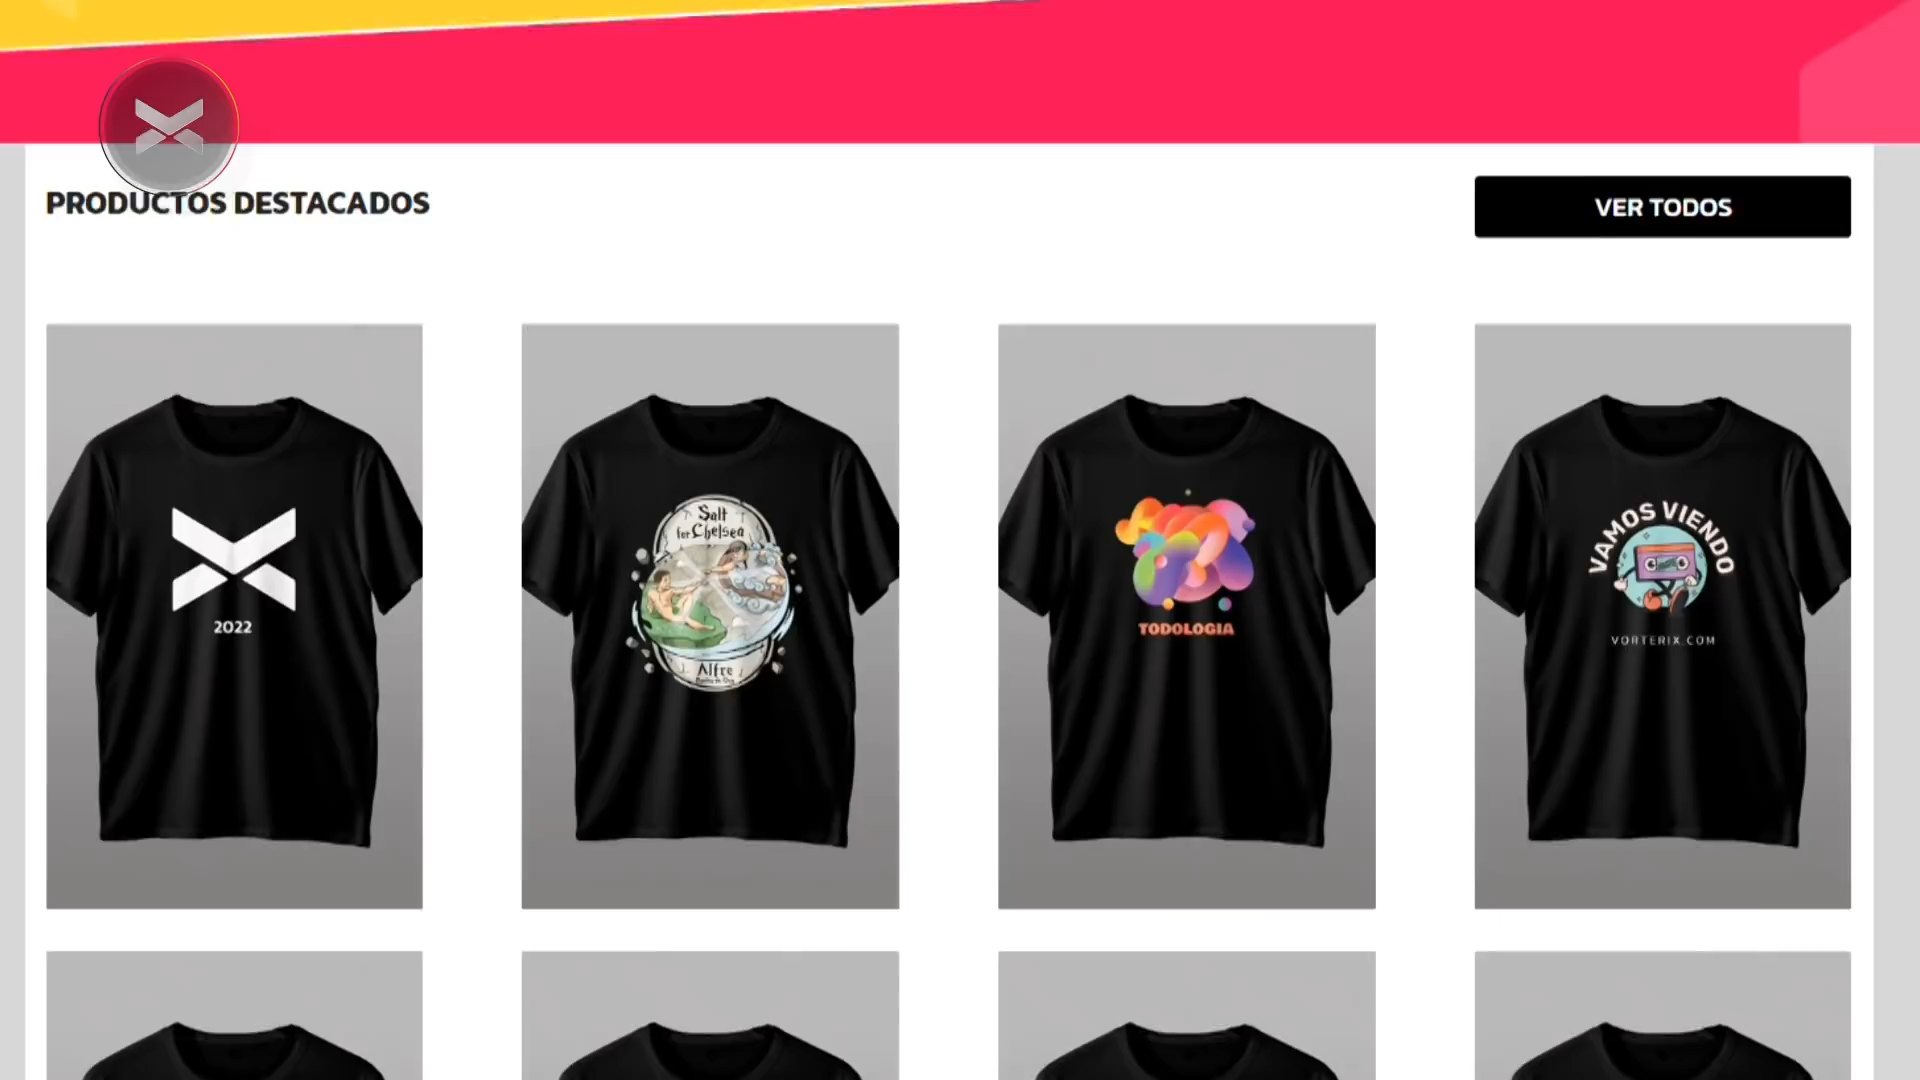 PRODUCTOS DESTACADOS
VER TODOS
2022
Salt
for Chelsea
Alfre
TODOLOGIA
VAMOS VIENDO
VORTERIX.COM